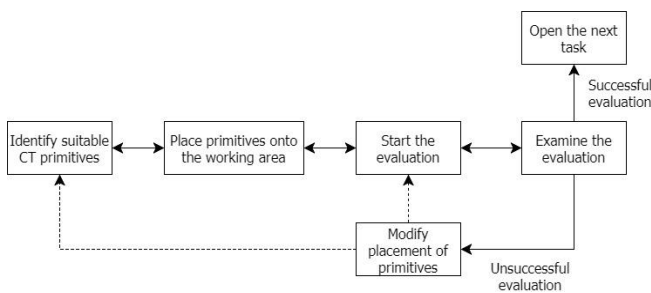 Open the next
task
Successful
evaluation
Identify suitable
CT primitives
Place primitives onto
the working area
Start the
evaluation
Examine the
evaluation
Modify
placement of
primitives
Unsuccessful
evaluation